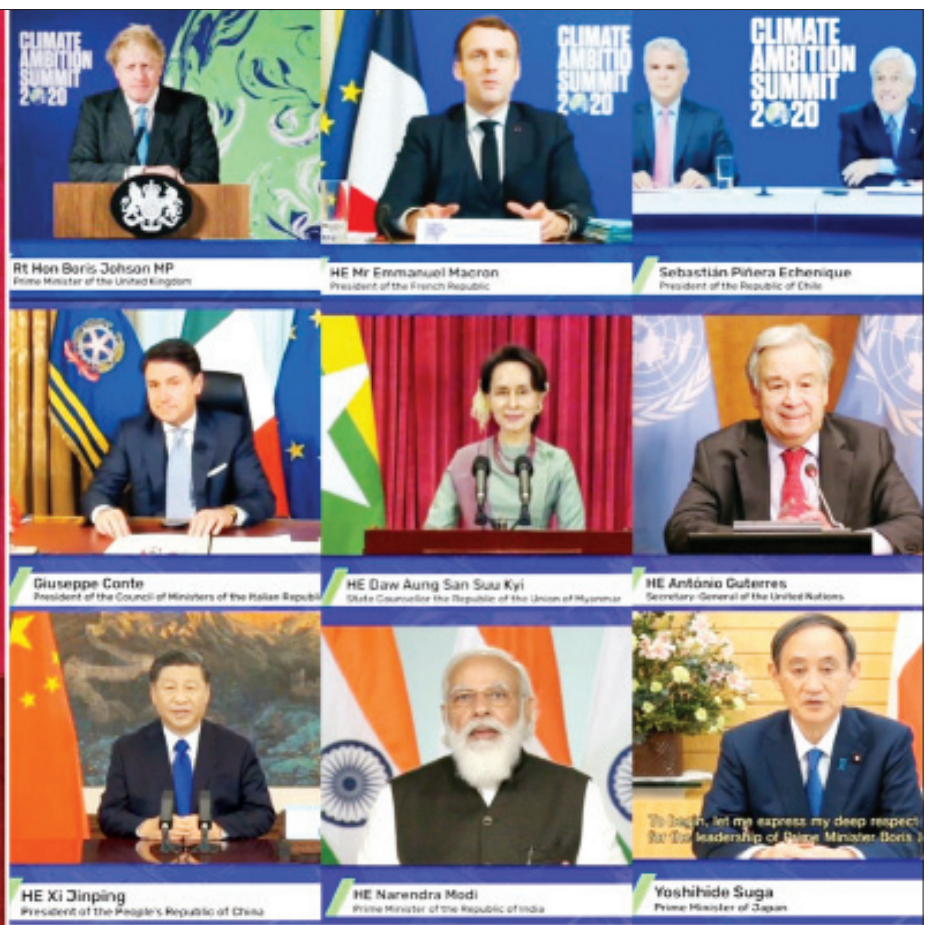 CLIMATE
AMBITION
SUMMIT
2020
CLIMATE
AMBITIO
SUMMIT
2020
CLIMATE
AMBITION
SUMMIT
2020
Rt Hon Boris Johson MP
Prime Minister of the United Kingdom
HE Mr Emmanuel Macron
President of the French Republic
Sebastián Piñera Echenique
President of the Republic of Chile
Giuseppe Conte
President of the Council of Ministers of the Italian Republi
HE Daw Aung San Suu Kyi
State Counsellor the Republic of the Union of Myanmar
HE António Guterres
Secretary-General of the United Nations
To begin, let me express my deep respect
for the leadership of Prime Minister Boris J
HE Xi Jinping
President of the People's Republic of China
HE Narendra Modi
Prime Minister of the Republic of India
Yoshihide Suga
Prime Minister of Japan